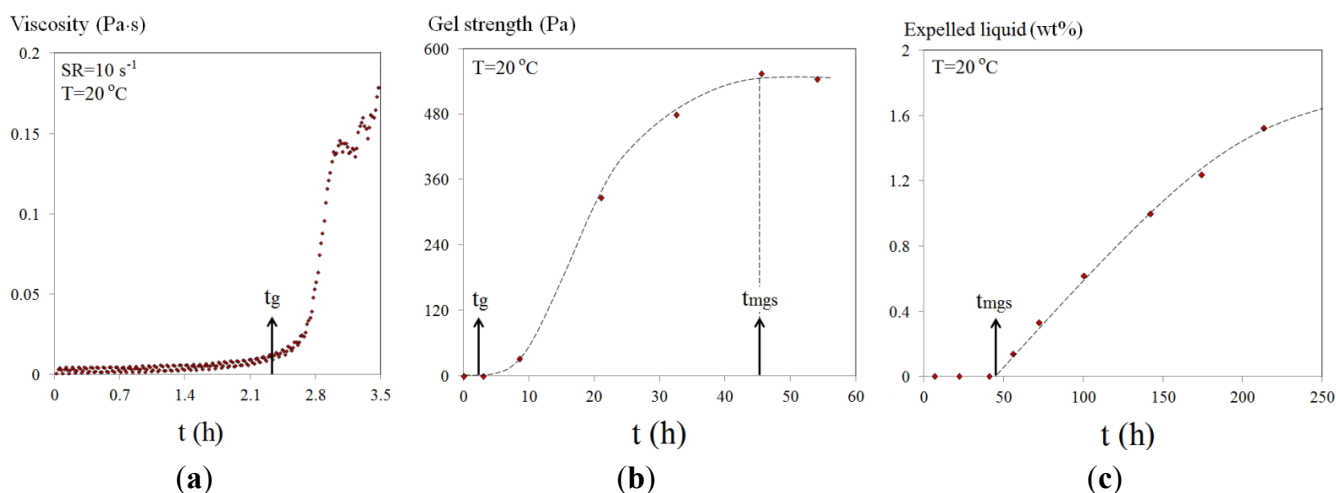 Viscosity (Pa·s)
0.2
0.15
0.1
0.05
0
SR=10 s⁻¹
T=20 °C
tg
0 0.7 1.4 2.1 2.8 3.5
t (h)
(a)
Gel strength (Pa)
600
480
360
240
120
0
T=20 °C
tg
tmgs
0 10 20 30 40 50 60
t (h)
(b)
Expelled liquid (wt%)
2
1.6
1.2
0.8
0.4
0
T=20 °C
tmgs
0 50 100 150 200 250
t (h)
(c)